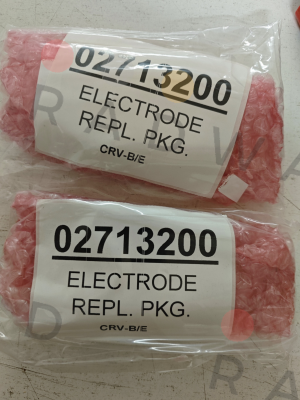 02713200
ELECTRODE
REPL. PKG.
CRV-B/E
02713200
ELECTRODE
REPL. PKG.
CRV-B/E